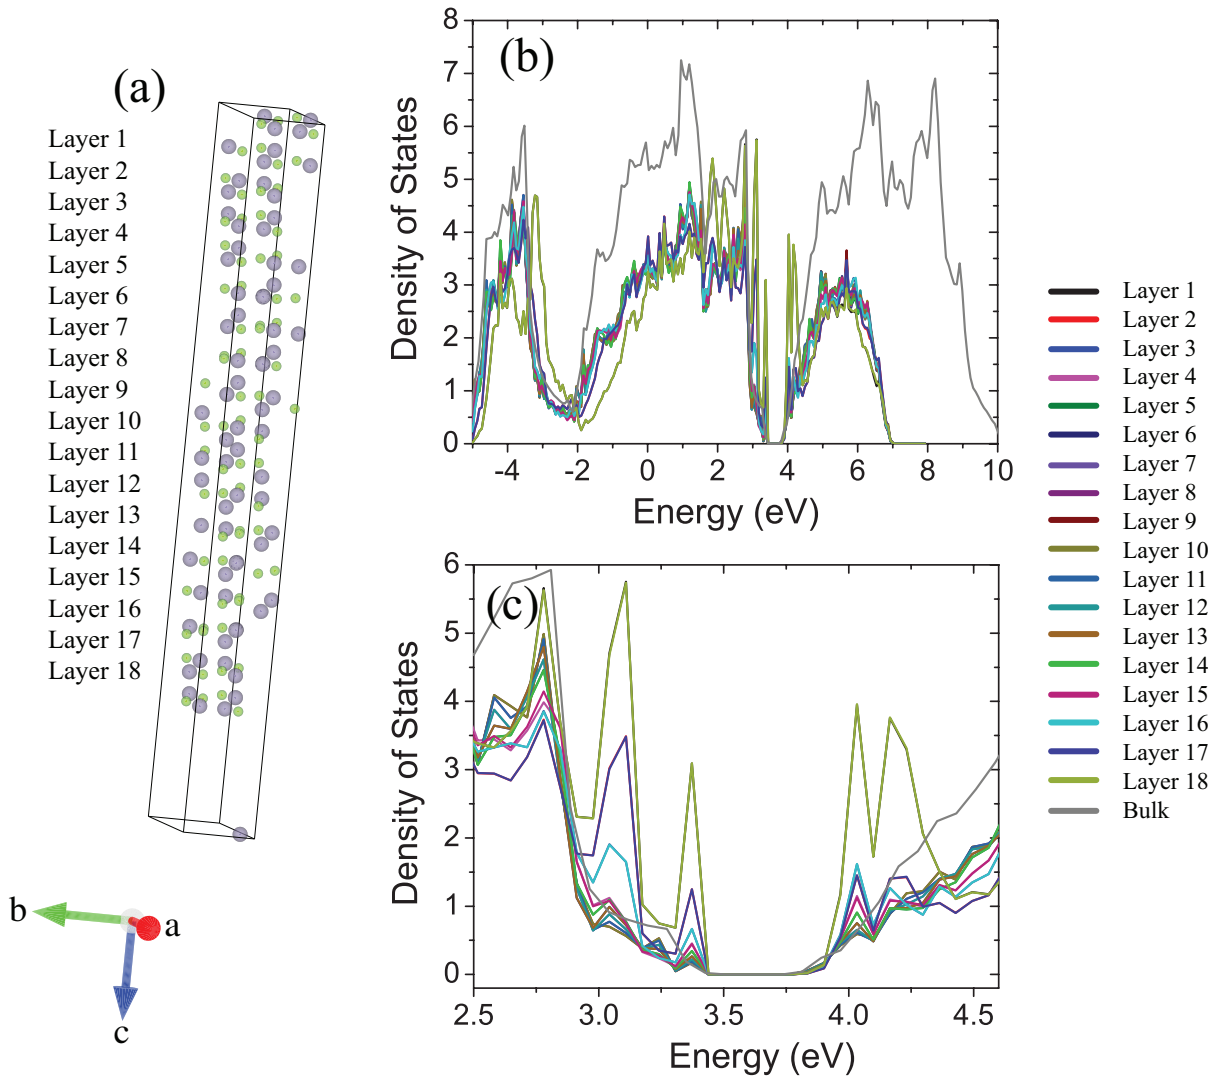 (a)
Layer 1
Layer 2
Layer 3
Layer 4
Layer 5
Layer 6
Layer 7
Layer 8
Layer 9
Layer 10
Layer 11
Layer 12
Layer 13
Layer 14
Layer 15
Layer 16
Layer 17
Layer 18
b
a
c
(b)
Density of States
8
7
6
5
4
3
2
1
0
-4
-2
0
2
4
6
8
10
Energy (eV)
(c)
Density of States
6
5
4
3
2
1
0
2.5
3.0
3.5
4.0
4.5
Energy (eV)
Layer 1
Layer 2
Layer 3
Layer 4
Layer 5
Layer 6
Layer 7
Layer 8
Layer 9
Layer 10
Layer 11
Layer 12
Layer 13
Layer 14
Layer 15
Layer 16
Layer 17
Layer 18
Bulk